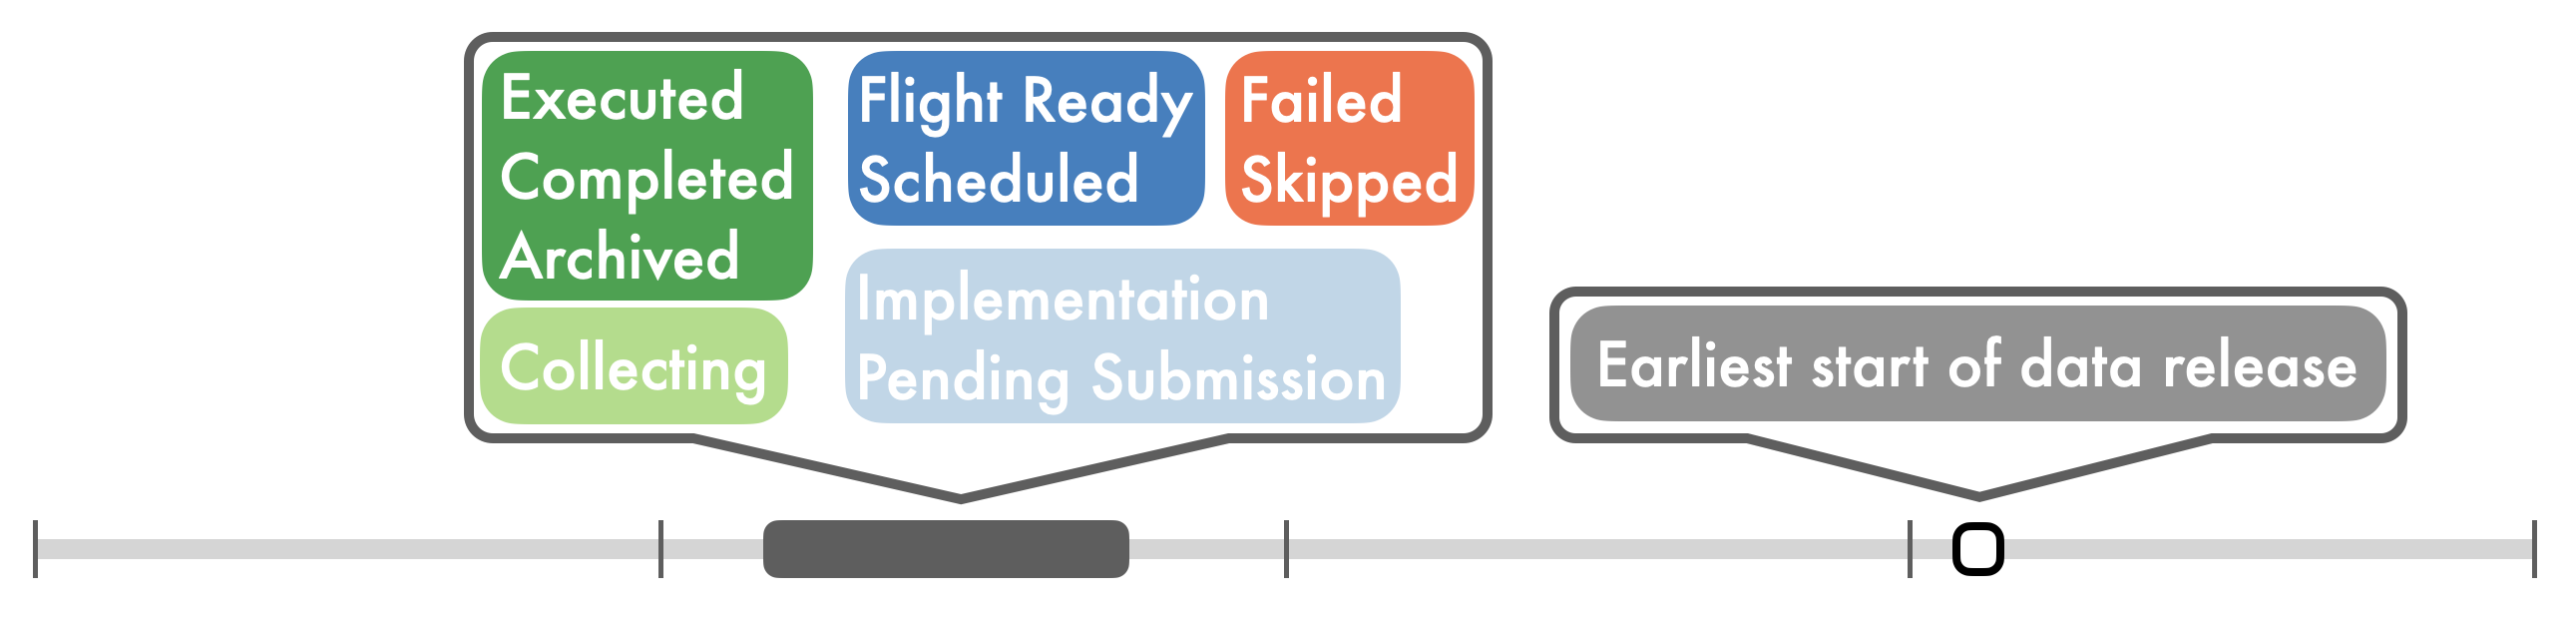 Executed
Completed
Archived
Collecting
Flight Ready
Scheduled
Implementation
Pending Submission
Failed
Skipped
Earliest start of data release